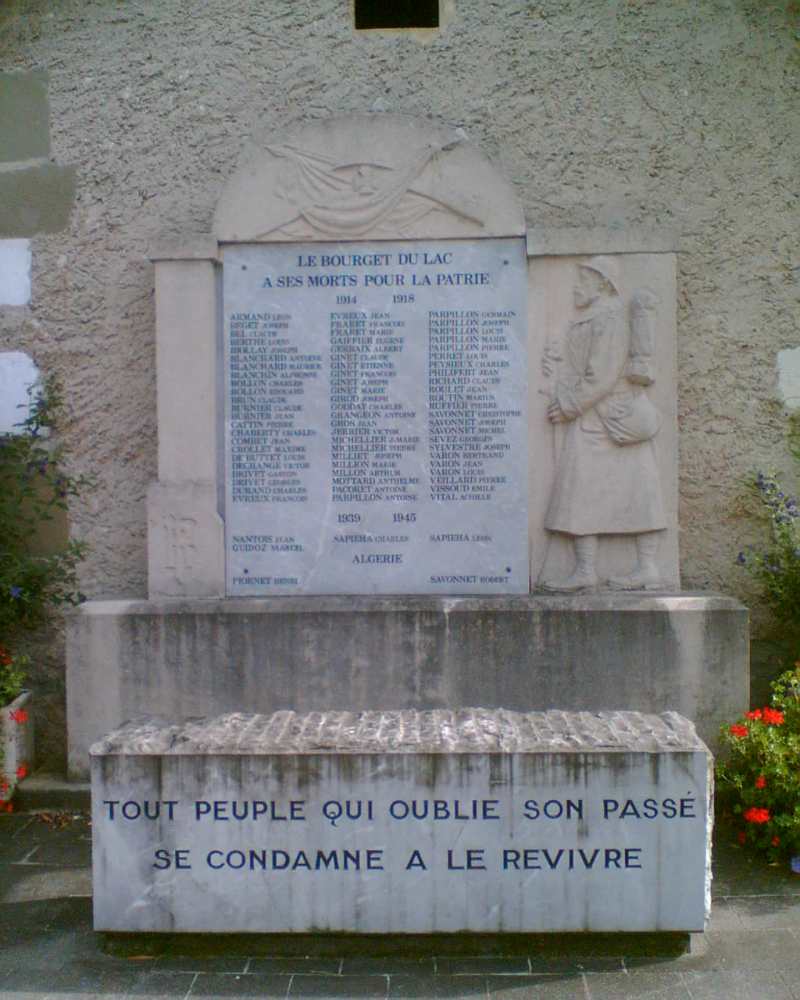 LE BOURGET DU LAC
A SES MORTS POUR LA PATRIE
1914 1918
ARMAND LEON
BEGET JOSEPH
BEL CLAUDE
BERTHE LOUIS
BIOLLAY JOSEPH
BLANCHARD ANTOINE
BLANCHARD MAURICE
BLANCHIN ALPHONSE
BOLLON CHARLES
BRUN CLAUDE
BURNIER CLAUDE
BURNIER JEAN
CATTIN PIERRE
CHABERTY CHARLES
COMBET JEAN
CROLLET MAXIME
DE BUTTET LOUIS
DEGRANGE VICTOR
DRIVET GASTON
DRIVET GEORGES
DURAND CHARLES
EVREUX FRANCOIS
EVREUX JEAN
FRARET FRANCOIS
FRARET MARIE
GAIFFIER EUGENE
GERBAIX ALBERT
GINET CLAUDE
GINET ETIENNE
GINET FRANCOIS
GINET JOSEPH
GINET MARIE
GIROD JOSEPH
GODDAT CHARLES
GRANGEON ANTOINE
GROS JEAN
JERRIER VICTOR
MICHELLIER J-MARIE
MICHELLIER PIERRE
MILLIET JOSEPH
MILLION MARIE
MILLON ARTHUR
MOTTARD ANTHELME
PACORET ANTOINE
PARPILLON ANTOINE
PARPILLON GERMAIN
PARPILLON JOSEPH
PARPILLON LOUIS
PARPILLON MARIE
PARPILLON PIERRE
PERRET LOUIS
PEYSIEUX CHARLES
PHILIFERT JEAN
RICHARD CLAUDE
ROULET JEAN
ROUTIN MARIUS
RUFFIER PIERRE
SAVONNET CHRISTOPHE
SAVONNET JOSEPH
SAVONNET MICHEL
SEVEZ GEORGES
SYLVESTRE JOSEPH
VARON BERTRAND
VARON JEAN
VARON LOUIS
VEILLARD PIERRE
VISSOUD EMILE
VITAL ACHILLE
1939 1945
NANTOIS JEAN
GUIDOZ MARCEL
SAPIEHA CHARLES
SAPIEHA LEON
ALGERIE
PIORNET HENRI
SAVONNET ROBERT
RF
TOUT PEUPLE QUI OUBLIE SON PASSÉ
SE CONDAMNE A LE REVIVRE